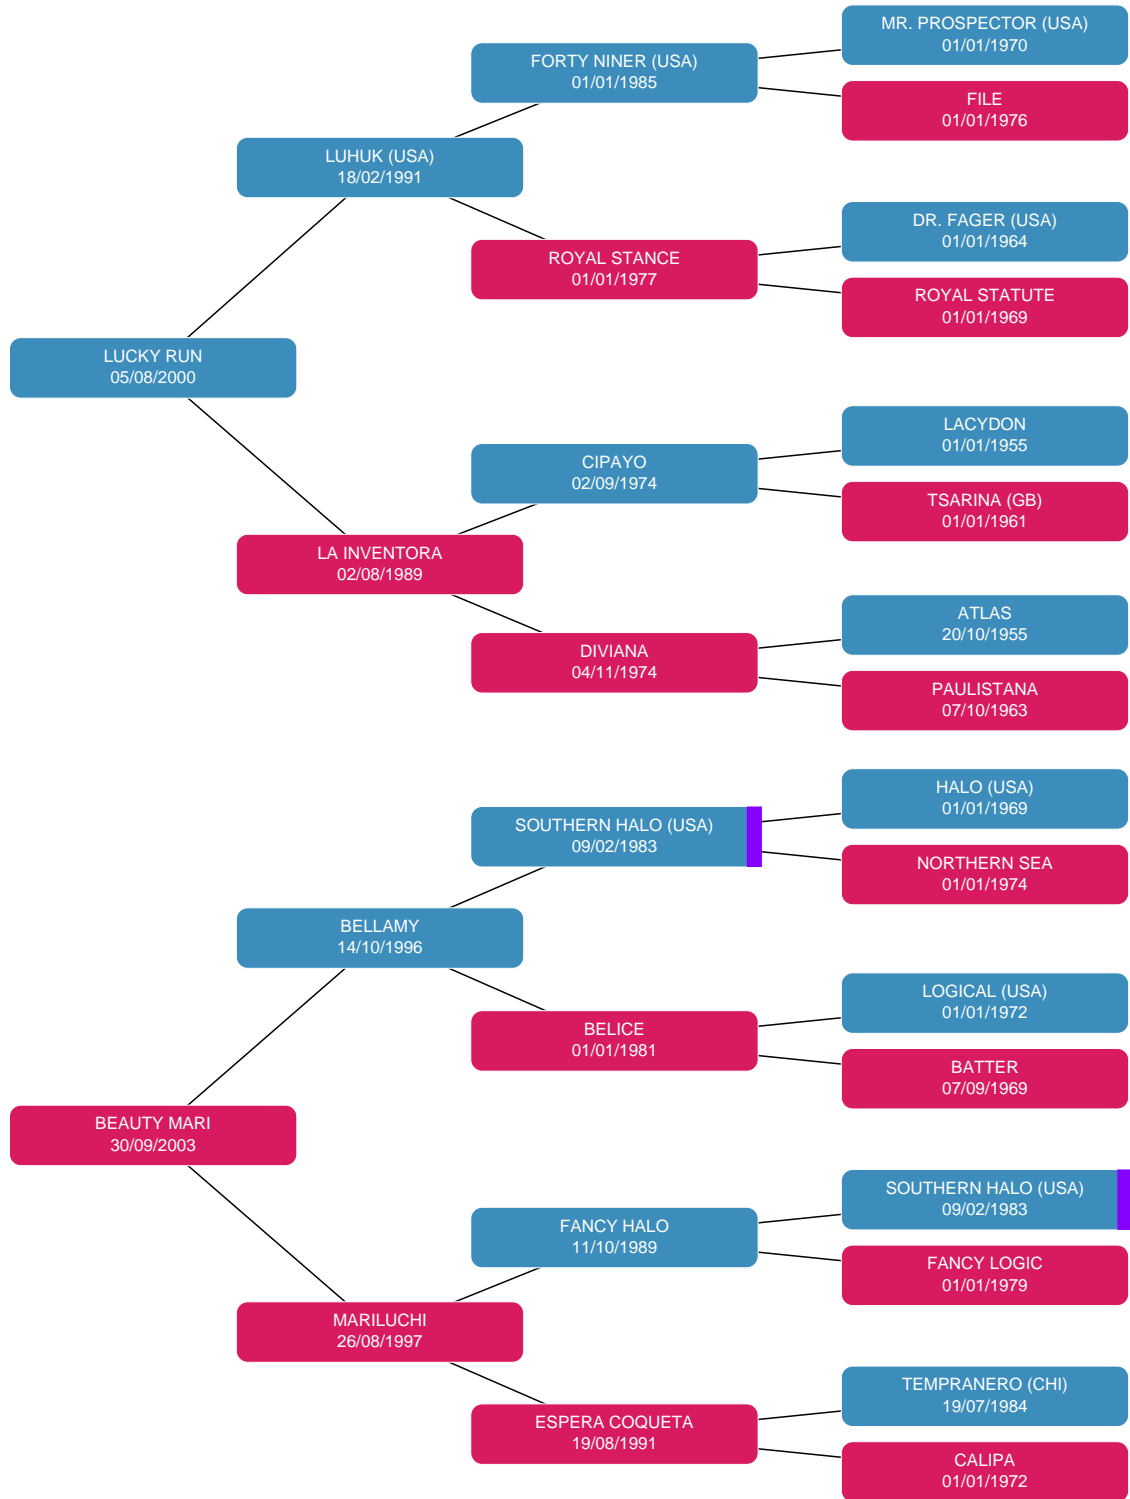 MR. PROSPECTOR (USA)
01/01/1970
FORTY NINER (USA)
01/01/1985
FILE
01/01/1976
LUHUK (USA)
18/02/1991
DR. FAGER (USA)
01/01/1964
ROYAL STANCE
01/01/1977
ROYAL STATUTE
01/01/1969
LUCKY RUN
05/08/2000
LACYDON
01/01/1955
CIPAYO
02/09/1974
TSARINA (GB)
01/01/1961
LA INVENTORA
02/08/1989
ATLAS
20/10/1955
DIVIANA
04/11/1974
PAULISTANA
07/10/1963
HALO (USA)
01/01/1969
SOUTHERN HALO (USA)
09/02/1983
NORTHERN SEA
01/01/1974
BELLAMY
14/10/1996
LOGICAL (USA)
01/01/1972
BELICE
01/01/1981
BATTER
07/09/1969
BEAUTY MARI
30/09/2003
SOUTHERN HALO (USA)
09/02/1983
FANCY HALO
11/10/1989
FANCY LOGIC
01/01/1979
MARILUCHI
26/08/1997
TEMPRANERO (CHI)
19/07/1984
ESPERA COQUETA
19/08/1991
CALIPA
01/01/1972